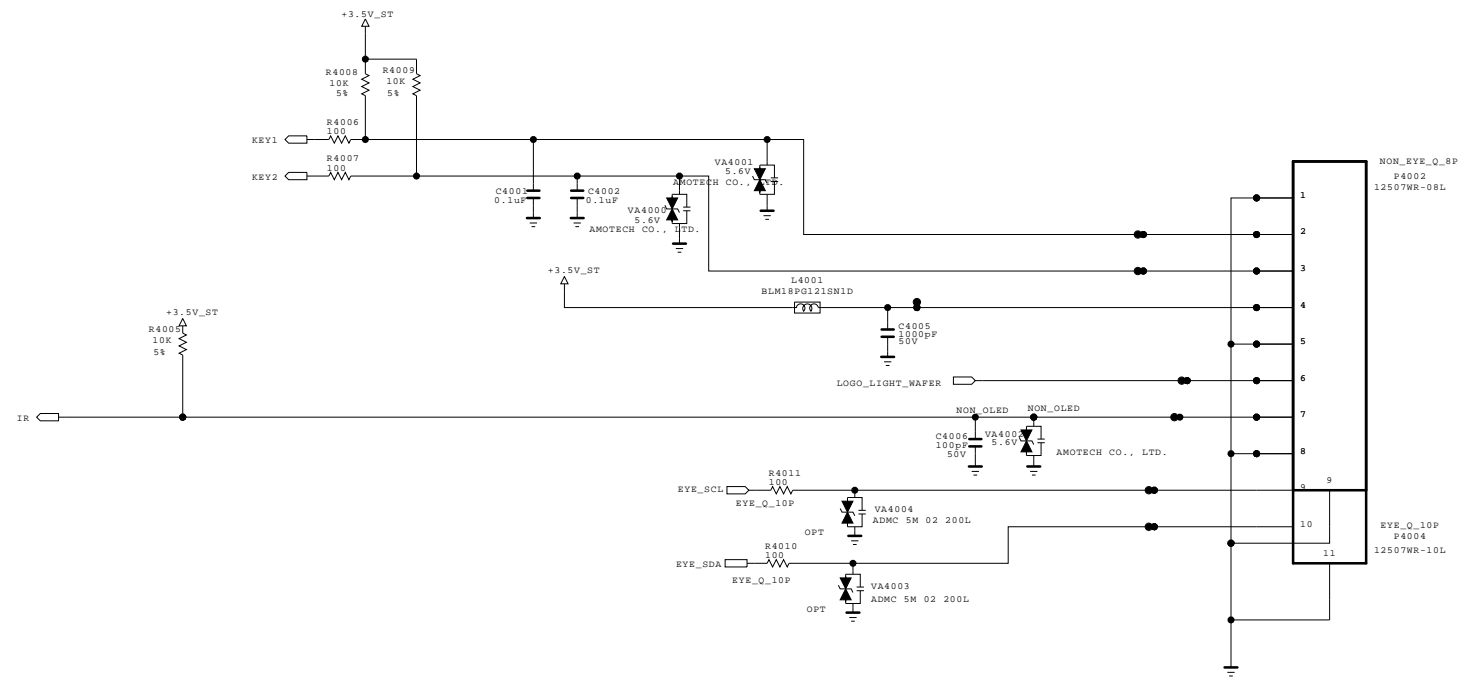 +3.5V_ST
R4008
10K
5%
R4009
10K
5%
R4006
100
KEY1
R4007
100
KEY2
C4001
0.1uF
C4002
0.1uF
VA4001
5.6V
AMOTECH CO., LTD.
VA4000
5.6V
AMOTECH CO., LTD.
NON_EYE_Q_8P
P4002
12507WR-08L
1
2
3
4
5
6
7
8
9
9
10
11
+3.5V_ST
L4001
BLM18PG121SN1D
C4005
1000pF
50V
+3.5V_ST
R4005
10K
5%
LOGO_LIGHT_WAFER
IR
NON_OLED
NON_OLED
C4006
100pF
50V
VA4002
5.6V
AMOTECH CO., LTD.
R4011
100
EYE_SCL
EYE_Q_10P
VA4004
ADMC 5M 02 200L
OPT
R4010
100
EYE_SDA
EYE_Q_10P
VA4003
ADMC 5M 02 200L
OPT
EYE_Q_10P
P4004
12507WR-10L